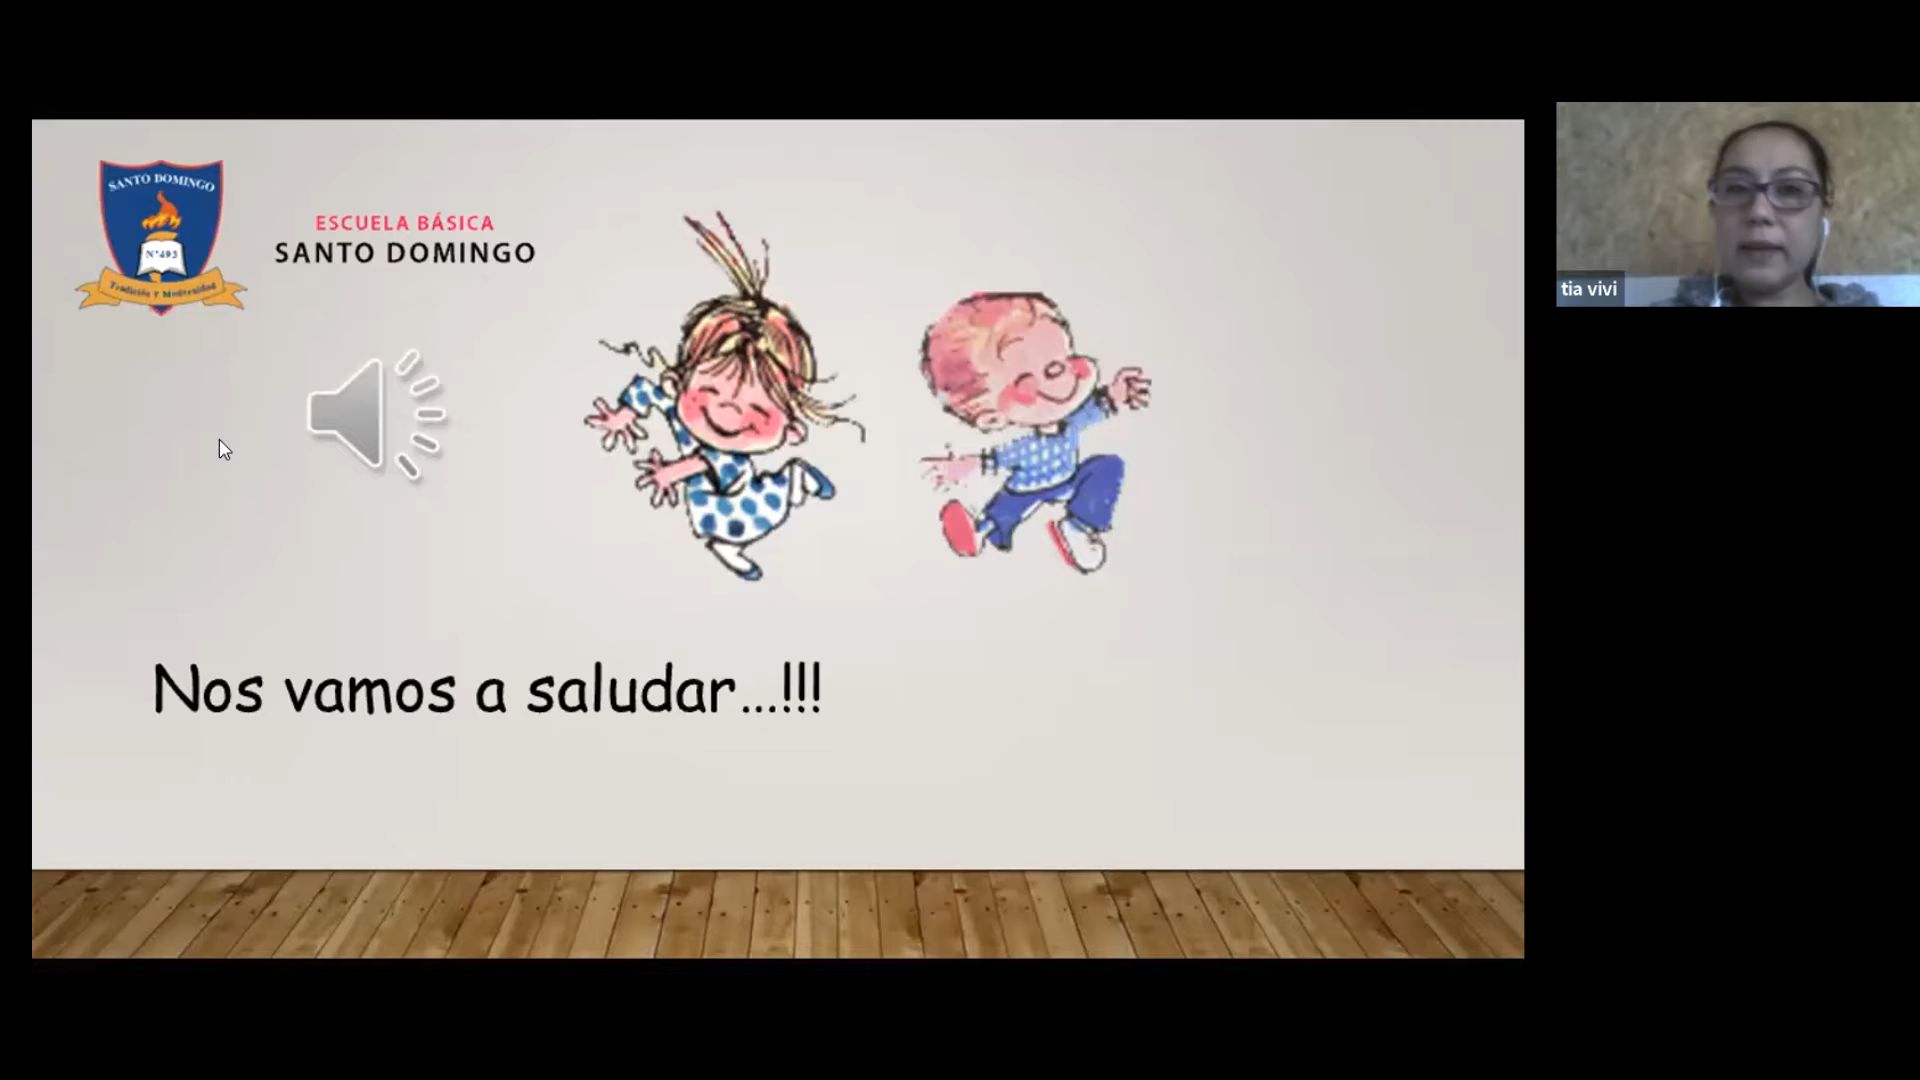 SANTO DOMINGO
N°493
Tradición y Modernidad
ESCUELA BÁSICA
SANTO DOMINGO
Nos vamos a saludar...!!!
tia vivi